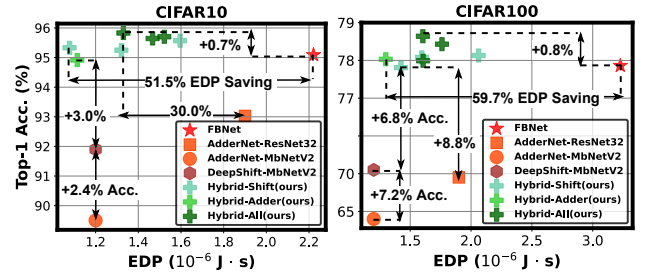 CIFAR10
Top-1 Acc. (%)
96
95
94
93
92
91
90
+0.7%
51.5% EDP Saving
30.0%
+3.0%
+2.4% Acc.
FBNet
AdderNet-ResNet32
AdderNet-MbNetV2
DeepShift-MbNetV2
Hybrid-Shift(ours)
Hybrid-Adder(ours)
Hybrid-All(ours)
1.2 1.4 1.6 1.8 2.0 2.2
EDP (10⁻⁶ J · s)
CIFAR100
79
78
77
70
65
+0.8%
59.7% EDP Saving
+6.8% Acc.
+8.8%
+7.2% Acc.
FBNet
AdderNet-ResNet32
AdderNet-MbNetV2
DeepShift-MbNetV2
Hybrid-Shift(ours)
Hybrid-Adder(ours)
Hybrid-All(ours)
1.5 2.0 2.5 3.0
EDP (10⁻⁶ J · s)